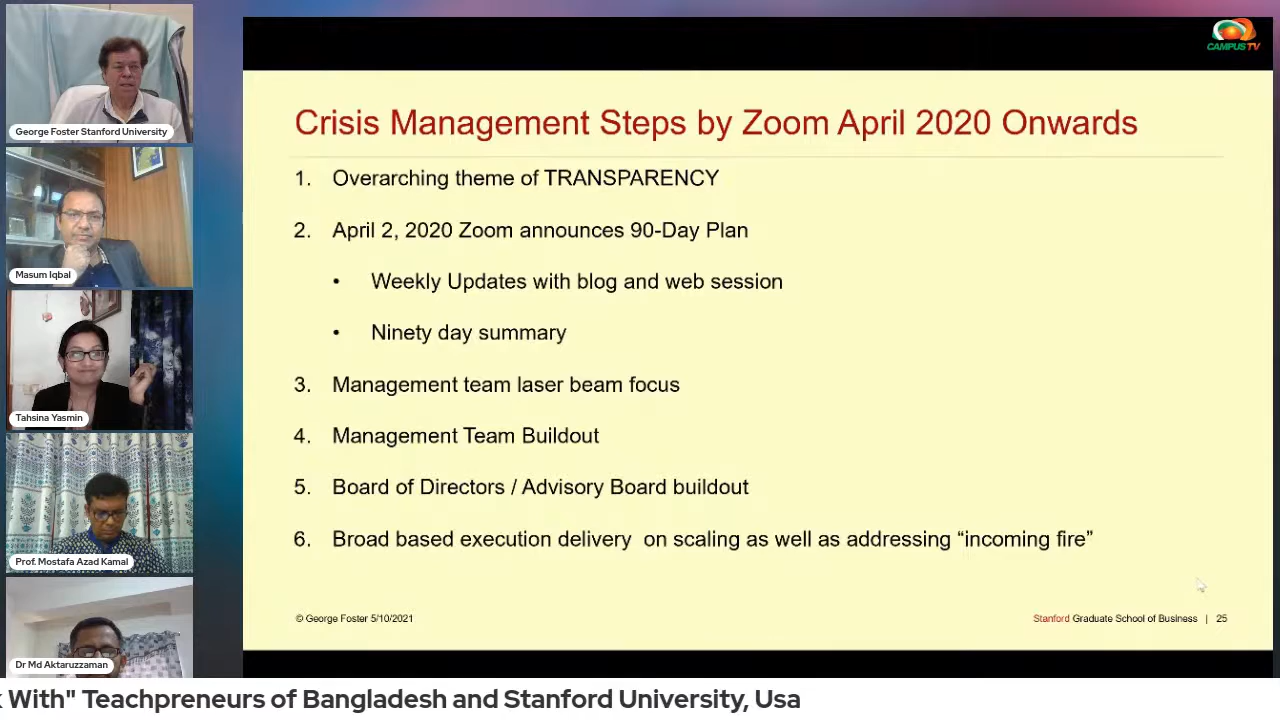 George Foster Stanford University
Masum Iqbal
Tahsina Yasmin
Prof. Mostafa Azad Kamal
Dr Md Aktaruzzaman
CAMPUS TV
Crisis Management Steps by Zoom April 2020 Onwards
1. Overarching theme of TRANSPARENCY
2. April 2, 2020 Zoom announces 90-Day Plan
• Weekly Updates with blog and web session
• Ninety day summary
3. Management team laser beam focus
4. Management Team Buildout
5. Board of Directors / Advisory Board buildout
6. Broad based execution delivery on scaling as well as addressing “incoming fire”
© George Foster 5/10/2021
Stanford Graduate School of Business | 25
With" Teachpreneurs of Bangladesh and Stanford University, Usa